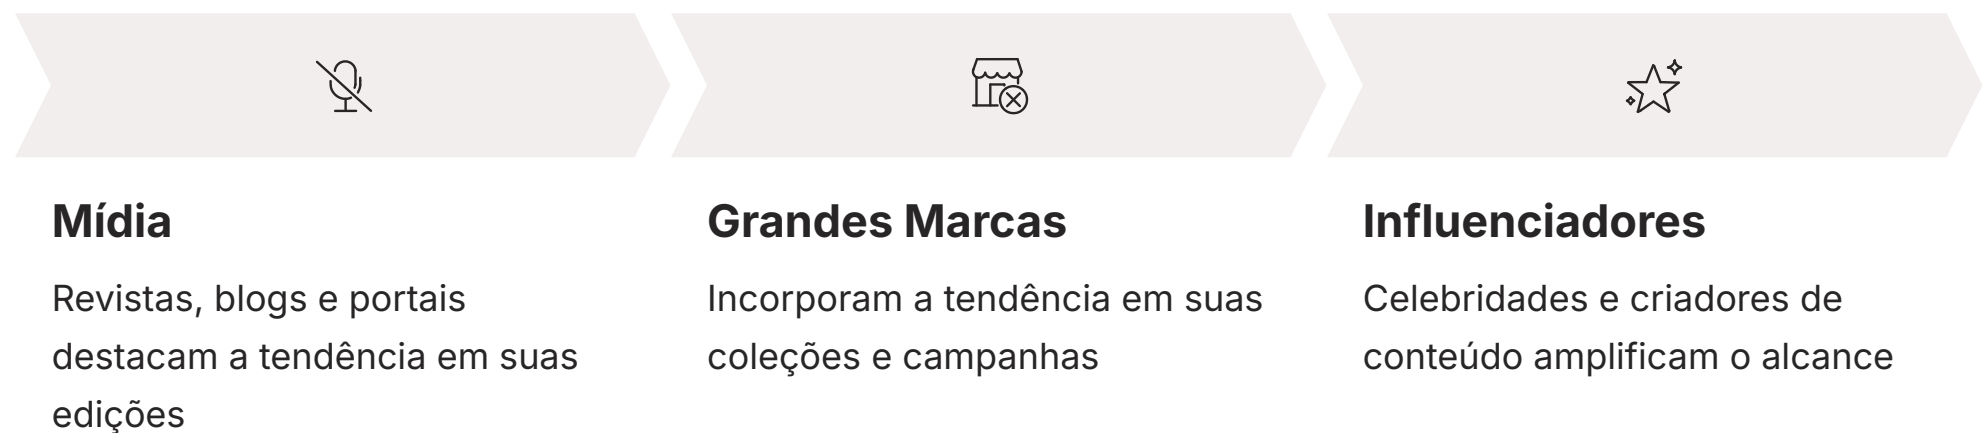 Mídia
Revistas, blogs e portais
destacam a tendência em suas
edições
Grandes Marcas
Incorporam a tendência em suas
coleções e campanhas
Influenciadores
Celebridades e criadores de
conteúdo amplificam o alcance